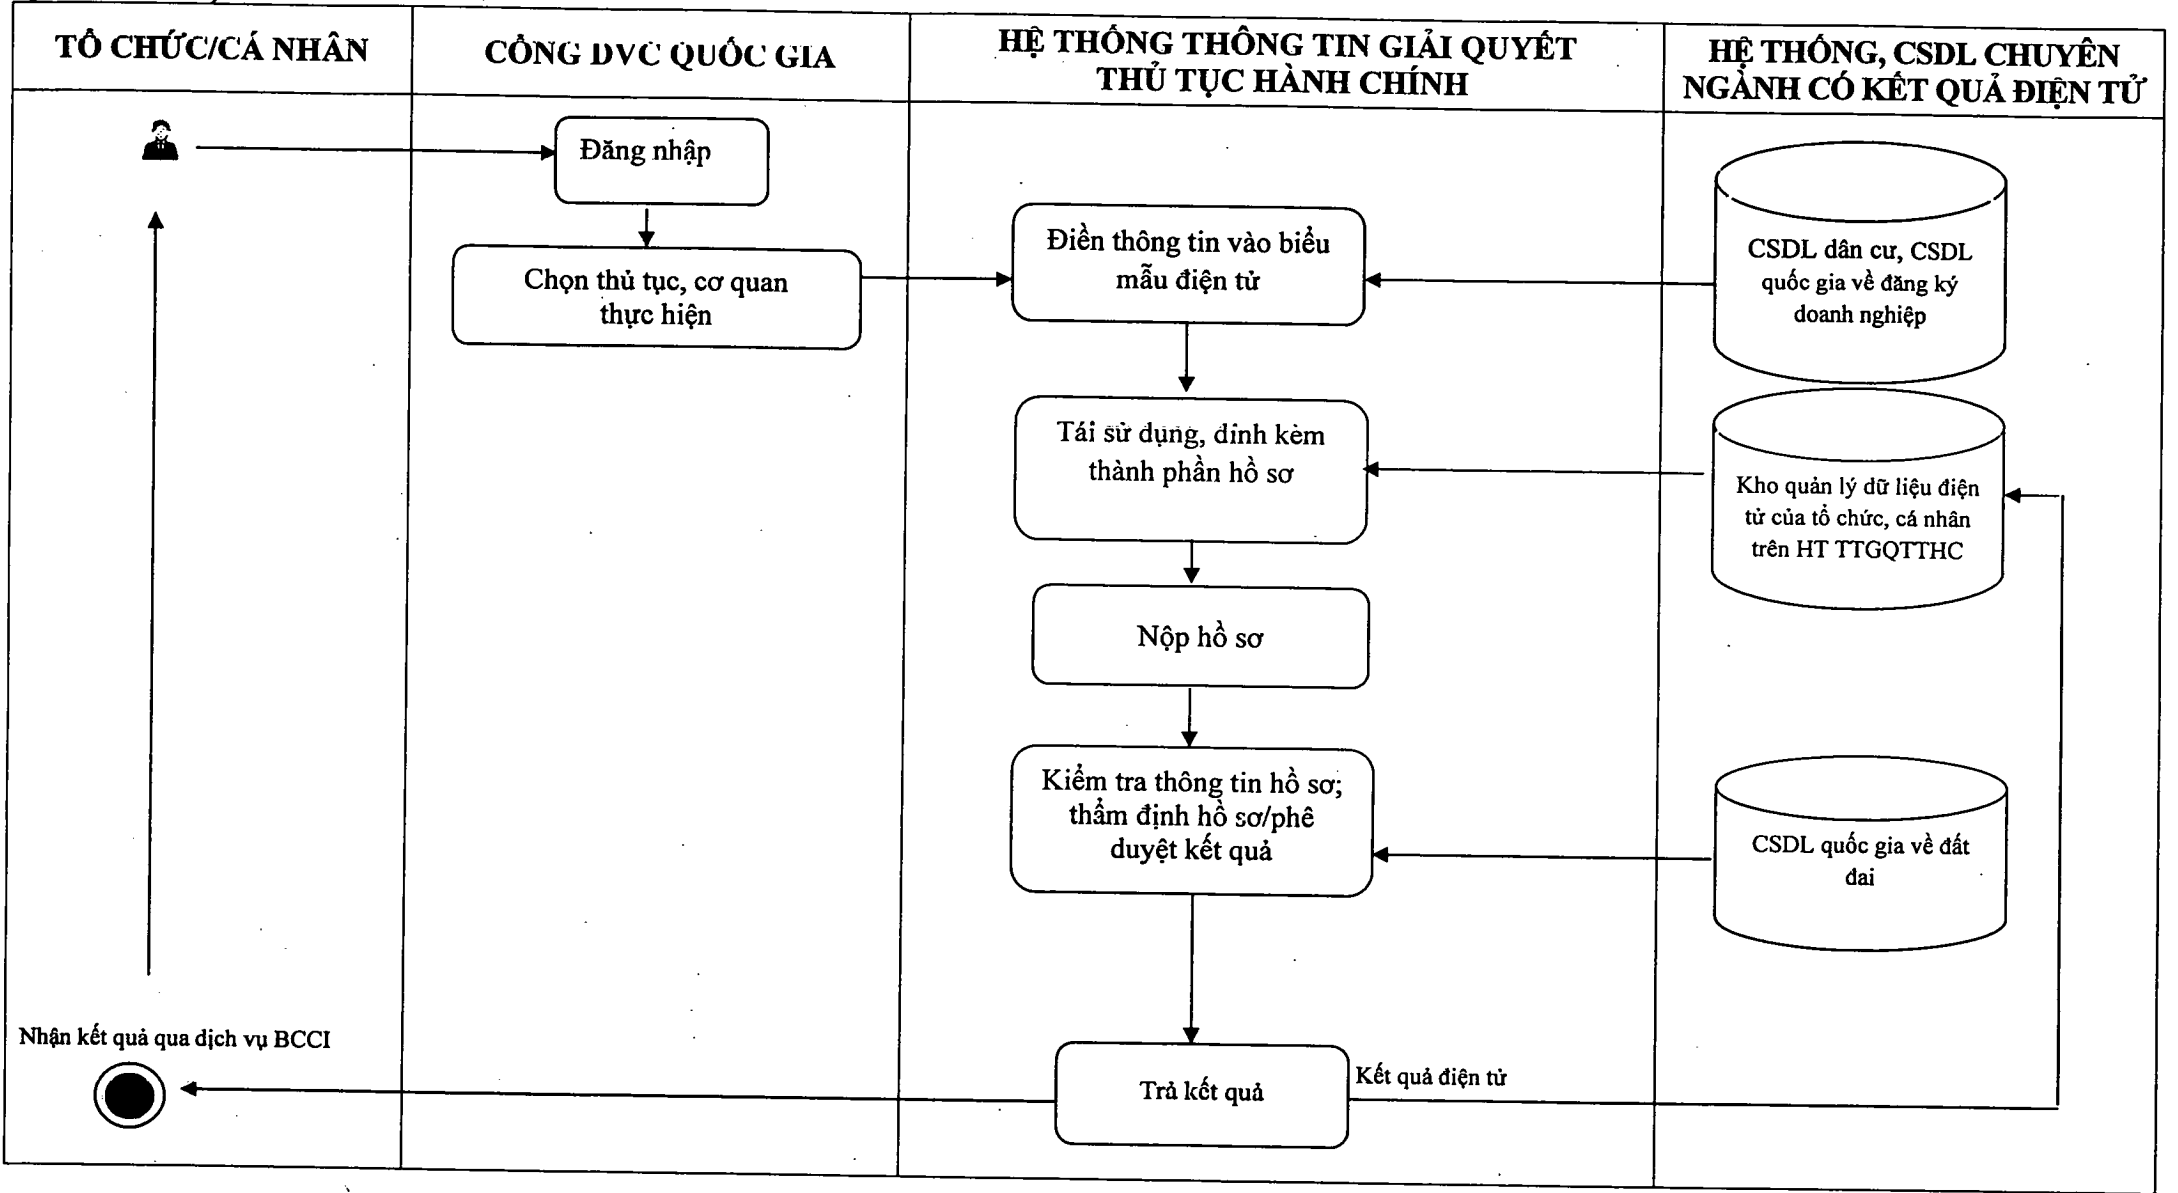 TỔ CHỨC/CÁ NHÂN
CỔNG DVC QUỐC GIA
HỆ THỐNG THÔNG TIN GIẢI QUYẾT
THỦ TỤC HÀNH CHÍNH
HỆ THỐNG, CSDL CHUYÊN
NGÀNH CÓ KẾT QUẢ ĐIỆN TỬ
Đăng nhập
Chọn thủ tục, cơ quan
thực hiện
Điền thông tin vào biểu
mẫu điện tử
CSDL dân cư, CSDL
quốc gia về đăng ký
doanh nghiệp
Tái sử dụng, đính kèm
thành phần hồ sơ
Kho quản lý dữ liệu điện
tử của tổ chức, cá nhân
trên HT TTGQTTHC
Nộp hồ sơ
Kiểm tra thông tin hồ sơ;
thẩm định hồ sơ/phê
duyệt kết quả
CSDL quốc gia về đất
đai
Nhận kết quả qua dịch vụ BCCI
Trả kết quả
Kết quả điện tử